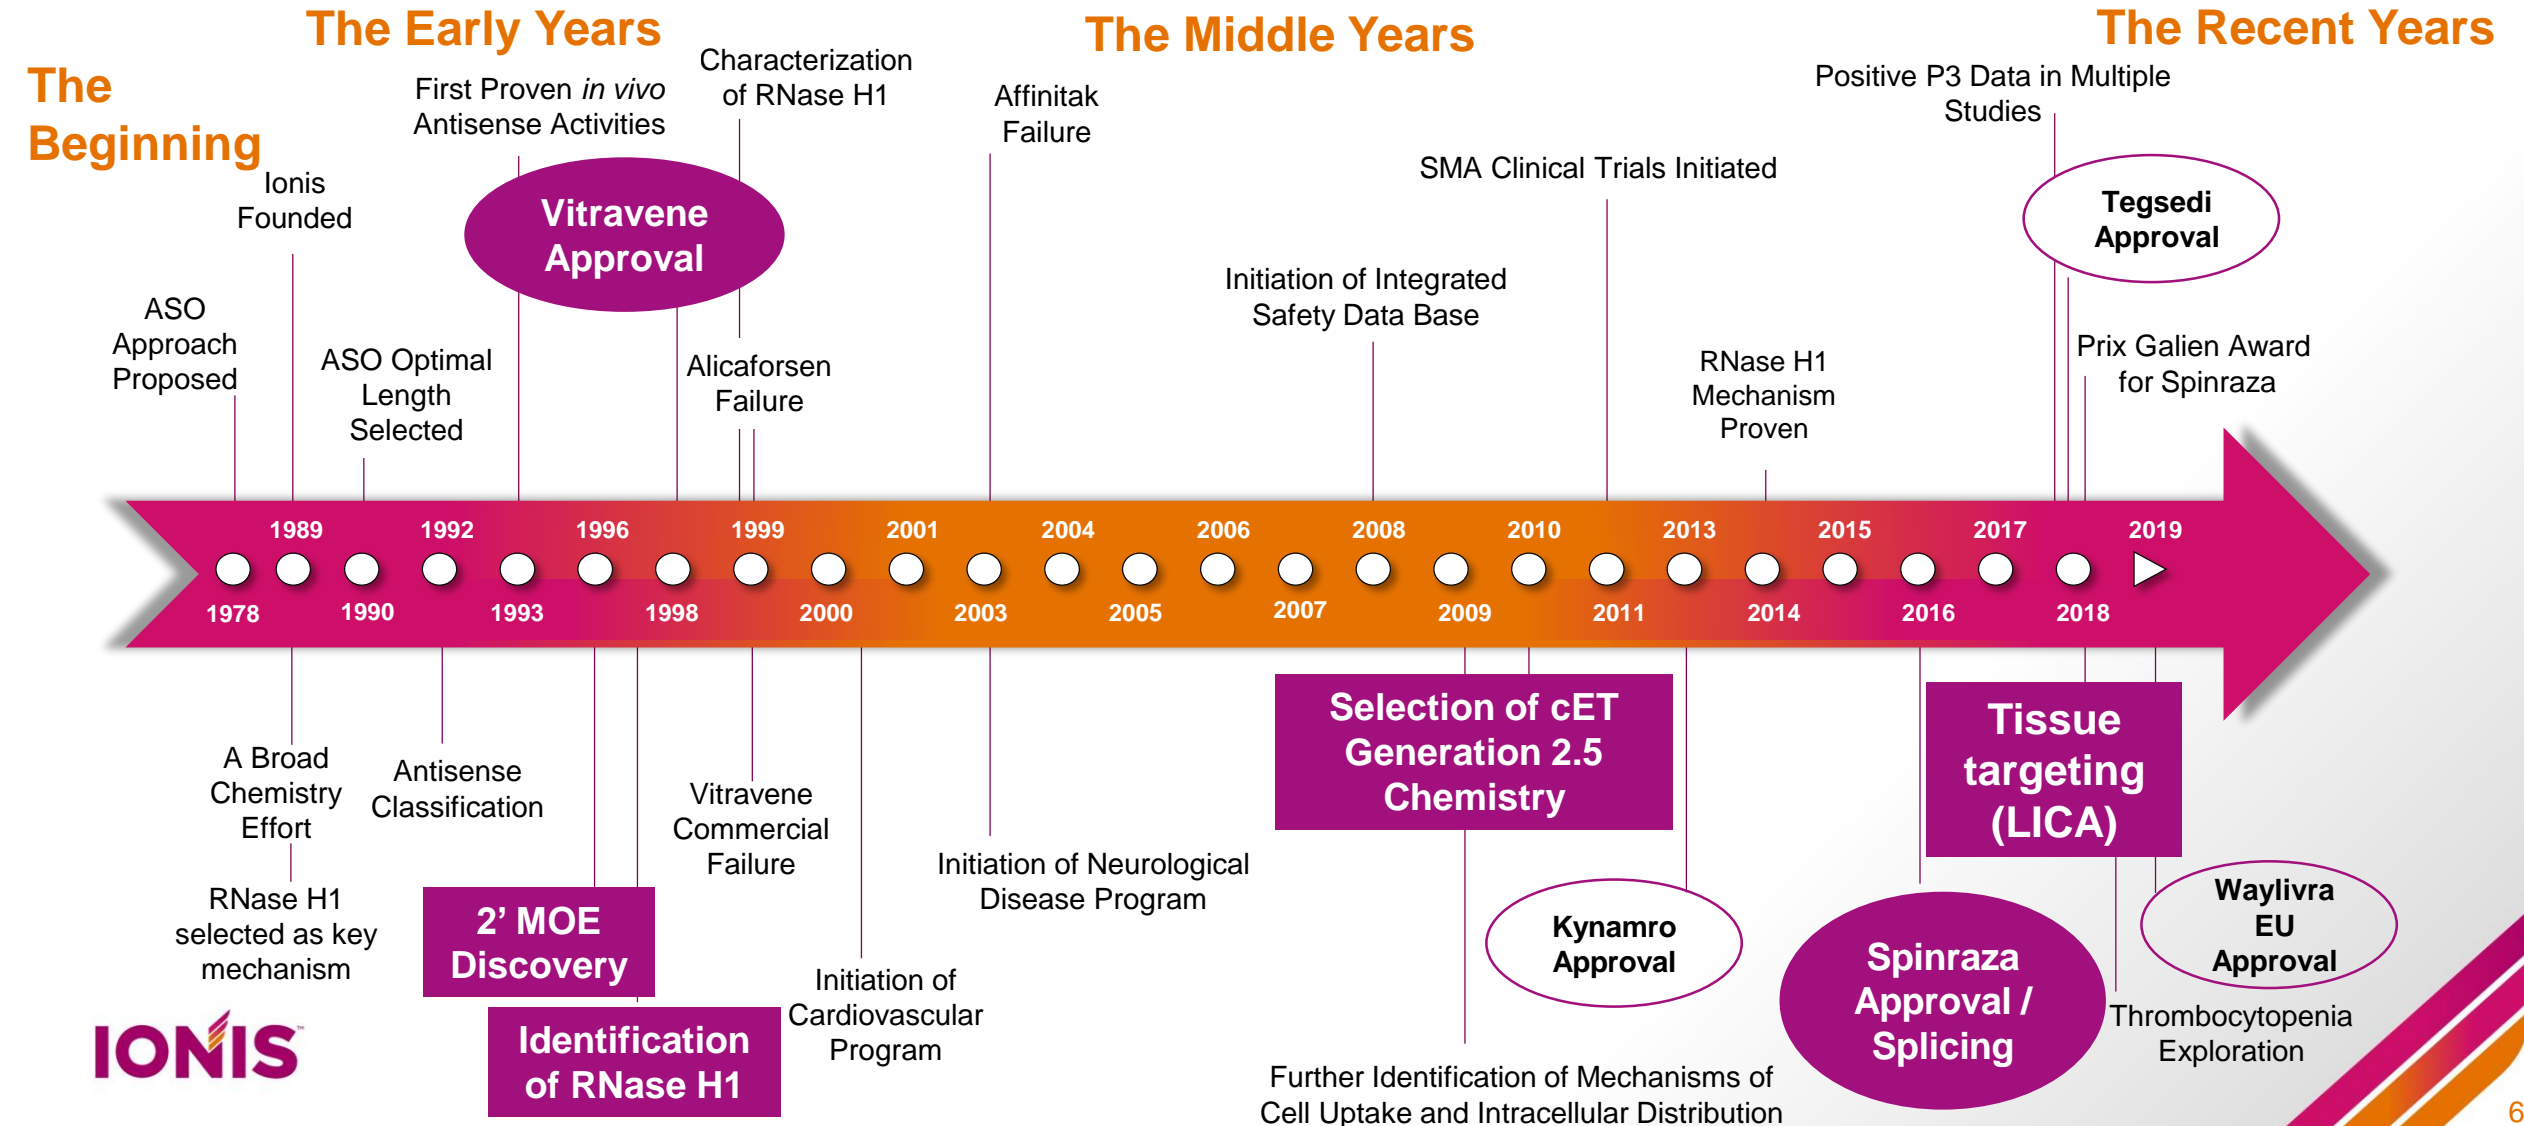 The Early Years
The Middle Years
The Recent Years
The
Beginning
First Proven in vivo
Antisense Activities
Characterization
of RNase H1
Affinitak
Failure
Positive P3 Data in Multiple
Studies
Ionis
Founded
Vitravene
Approval
SMA Clinical Trials Initiated
Tegsedi
Approval
ASO
Approach
Proposed
ASO Optimal
Length
Selected
Alicaforsen
Failure
Initiation of Integrated
Safety Data Base
RNase H1
Mechanism
Proven
Prix Galien Award
for Spinraza
1989
1992
1996
1999
2001
2004
2006
2008
2010
2013
2015
2017
2019
1978
1990
1993
1998
2000
2003
2005
2007
2009
2011
2014
2016
2018
A Broad
Chemistry
Effort
RNase H1
selected as key
mechanism
Antisense
Classification
2’ MOE
Discovery
Identification
of RNase H1
Vitravene
Commercial
Failure
Initiation of
Cardiovascular
Program
Initiation of Neurological
Disease Program
Selection of cET
Generation 2.5
Chemistry
Further Identification of Mechanisms of
Cell Uptake and Intracellular Distribution
Kynamro
Approval
Spinraza
Approval /
Splicing
Tissue
targeting
(LICA)
Waylivra
EU
Approval
Thrombocytopenia
Exploration
IONIS
6